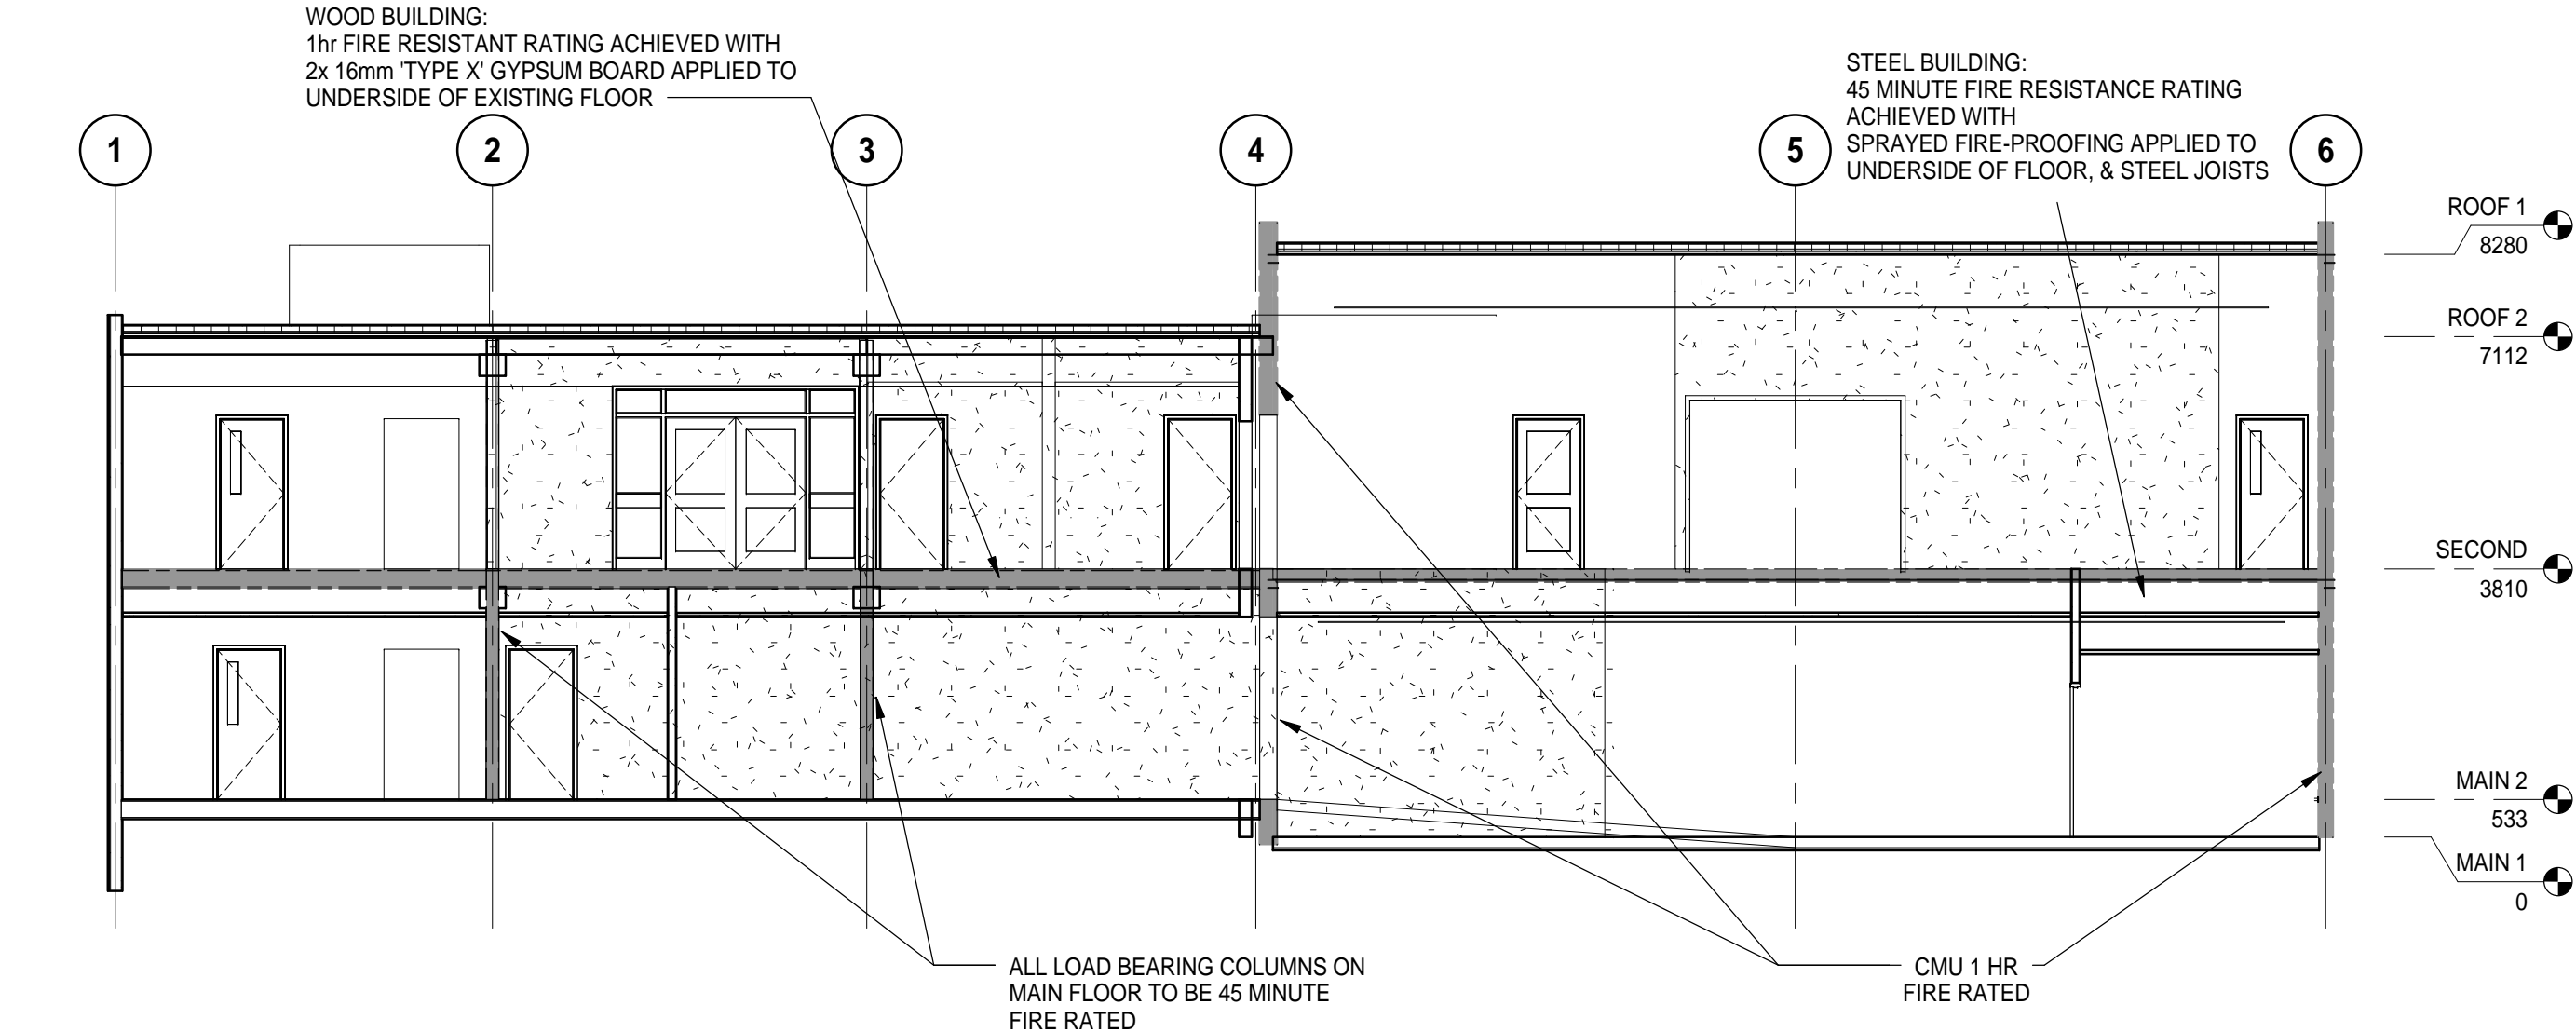 WOOD BUILDING:
1hr FIRE RESISTANT RATING ACHIEVED WITH
2x 16mm 'TYPE X' GYPSUM BOARD APPLIED TO
UNDERSIDE OF EXISTING FLOOR
STEEL BUILDING:
45 MINUTE FIRE RESISTANCE RATING
ACHIEVED WITH
SPRAYED FIRE-PROOFING APPLIED TO
UNDERSIDE OF FLOOR, & STEEL JOISTS
1
2
3
4
5
6
ROOF 1
8280
ROOF 2
7112
SECOND
3810
MAIN 2
533
MAIN 1
0
ALL LOAD BEARING COLUMNS ON
MAIN FLOOR TO BE 45 MINUTE
FIRE RATED
CMU 1 HR
FIRE RATED